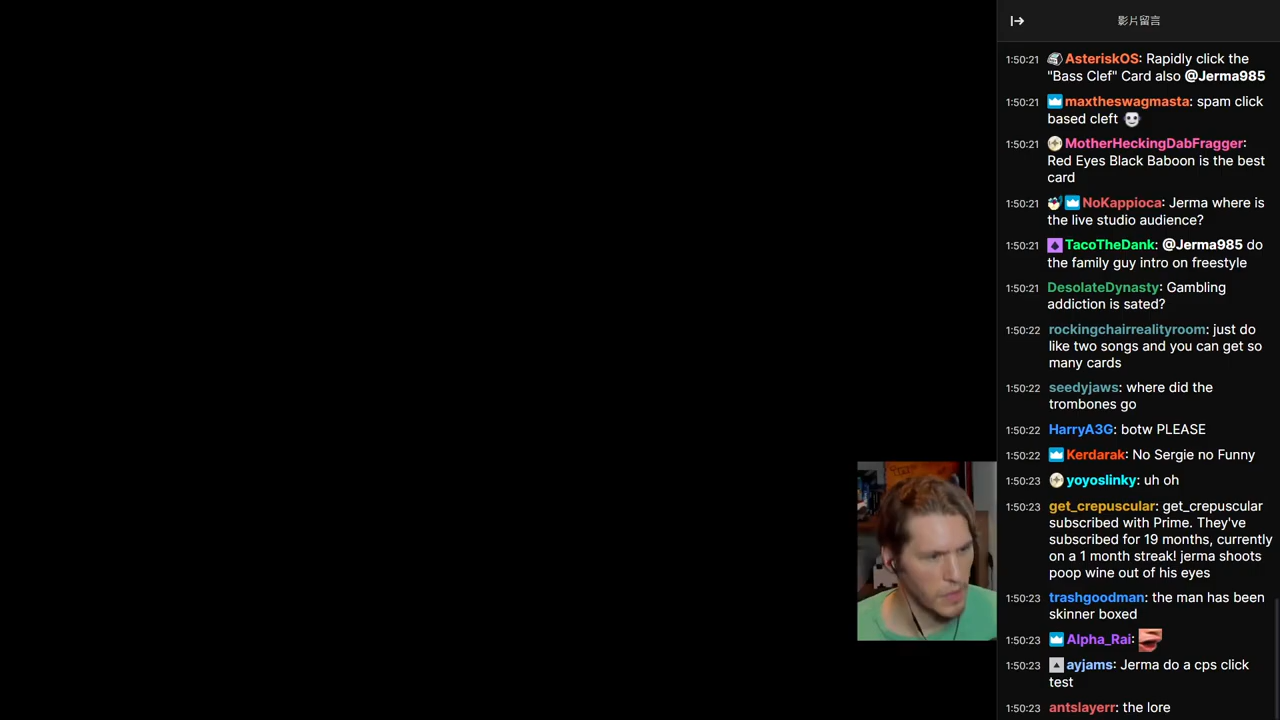 影片留言
1:50:21 AsteriskOS: Rapidly click the
"Bass Clef" Card also @Jerma985
1:50:21 maxtheswagmasta: spam click
based cleft
1:50:21 MotherHeckingDabFragger:
Red Eyes Black Baboon is the best
card
1:50:21 NoKappioca: Jerma where is
the live studio audience?
1:50:21 TacoTheDank: @Jerma985 do
the family guy intro on freestyle
1:50:21 DesolateDynasty: Gambling
addiction is sated?
1:50:22 rockingchairrealityroom: just do
like two songs and you can get so
many cards
1:50:22 seedyjaws: where did the
trombones go
1:50:22 HarryA3G: botw PLEASE
1:50:22 Kerdarak: No Sergie no Funny
1:50:23 yoyoslinky: uh oh
1:50:23 get_crepuscular: get_crepuscular
subscribed with Prime. They've
subscribed for 19 months, currently
on a 1 month streak! jerma shoots
poop wine out of his eyes
1:50:23 trashgoodman: the man has been
skinner boxed
1:50:23 Alpha_Rai:
1:50:23 ayjams: Jerma do a cps click
test
1:50:23 antslayerr: the lore